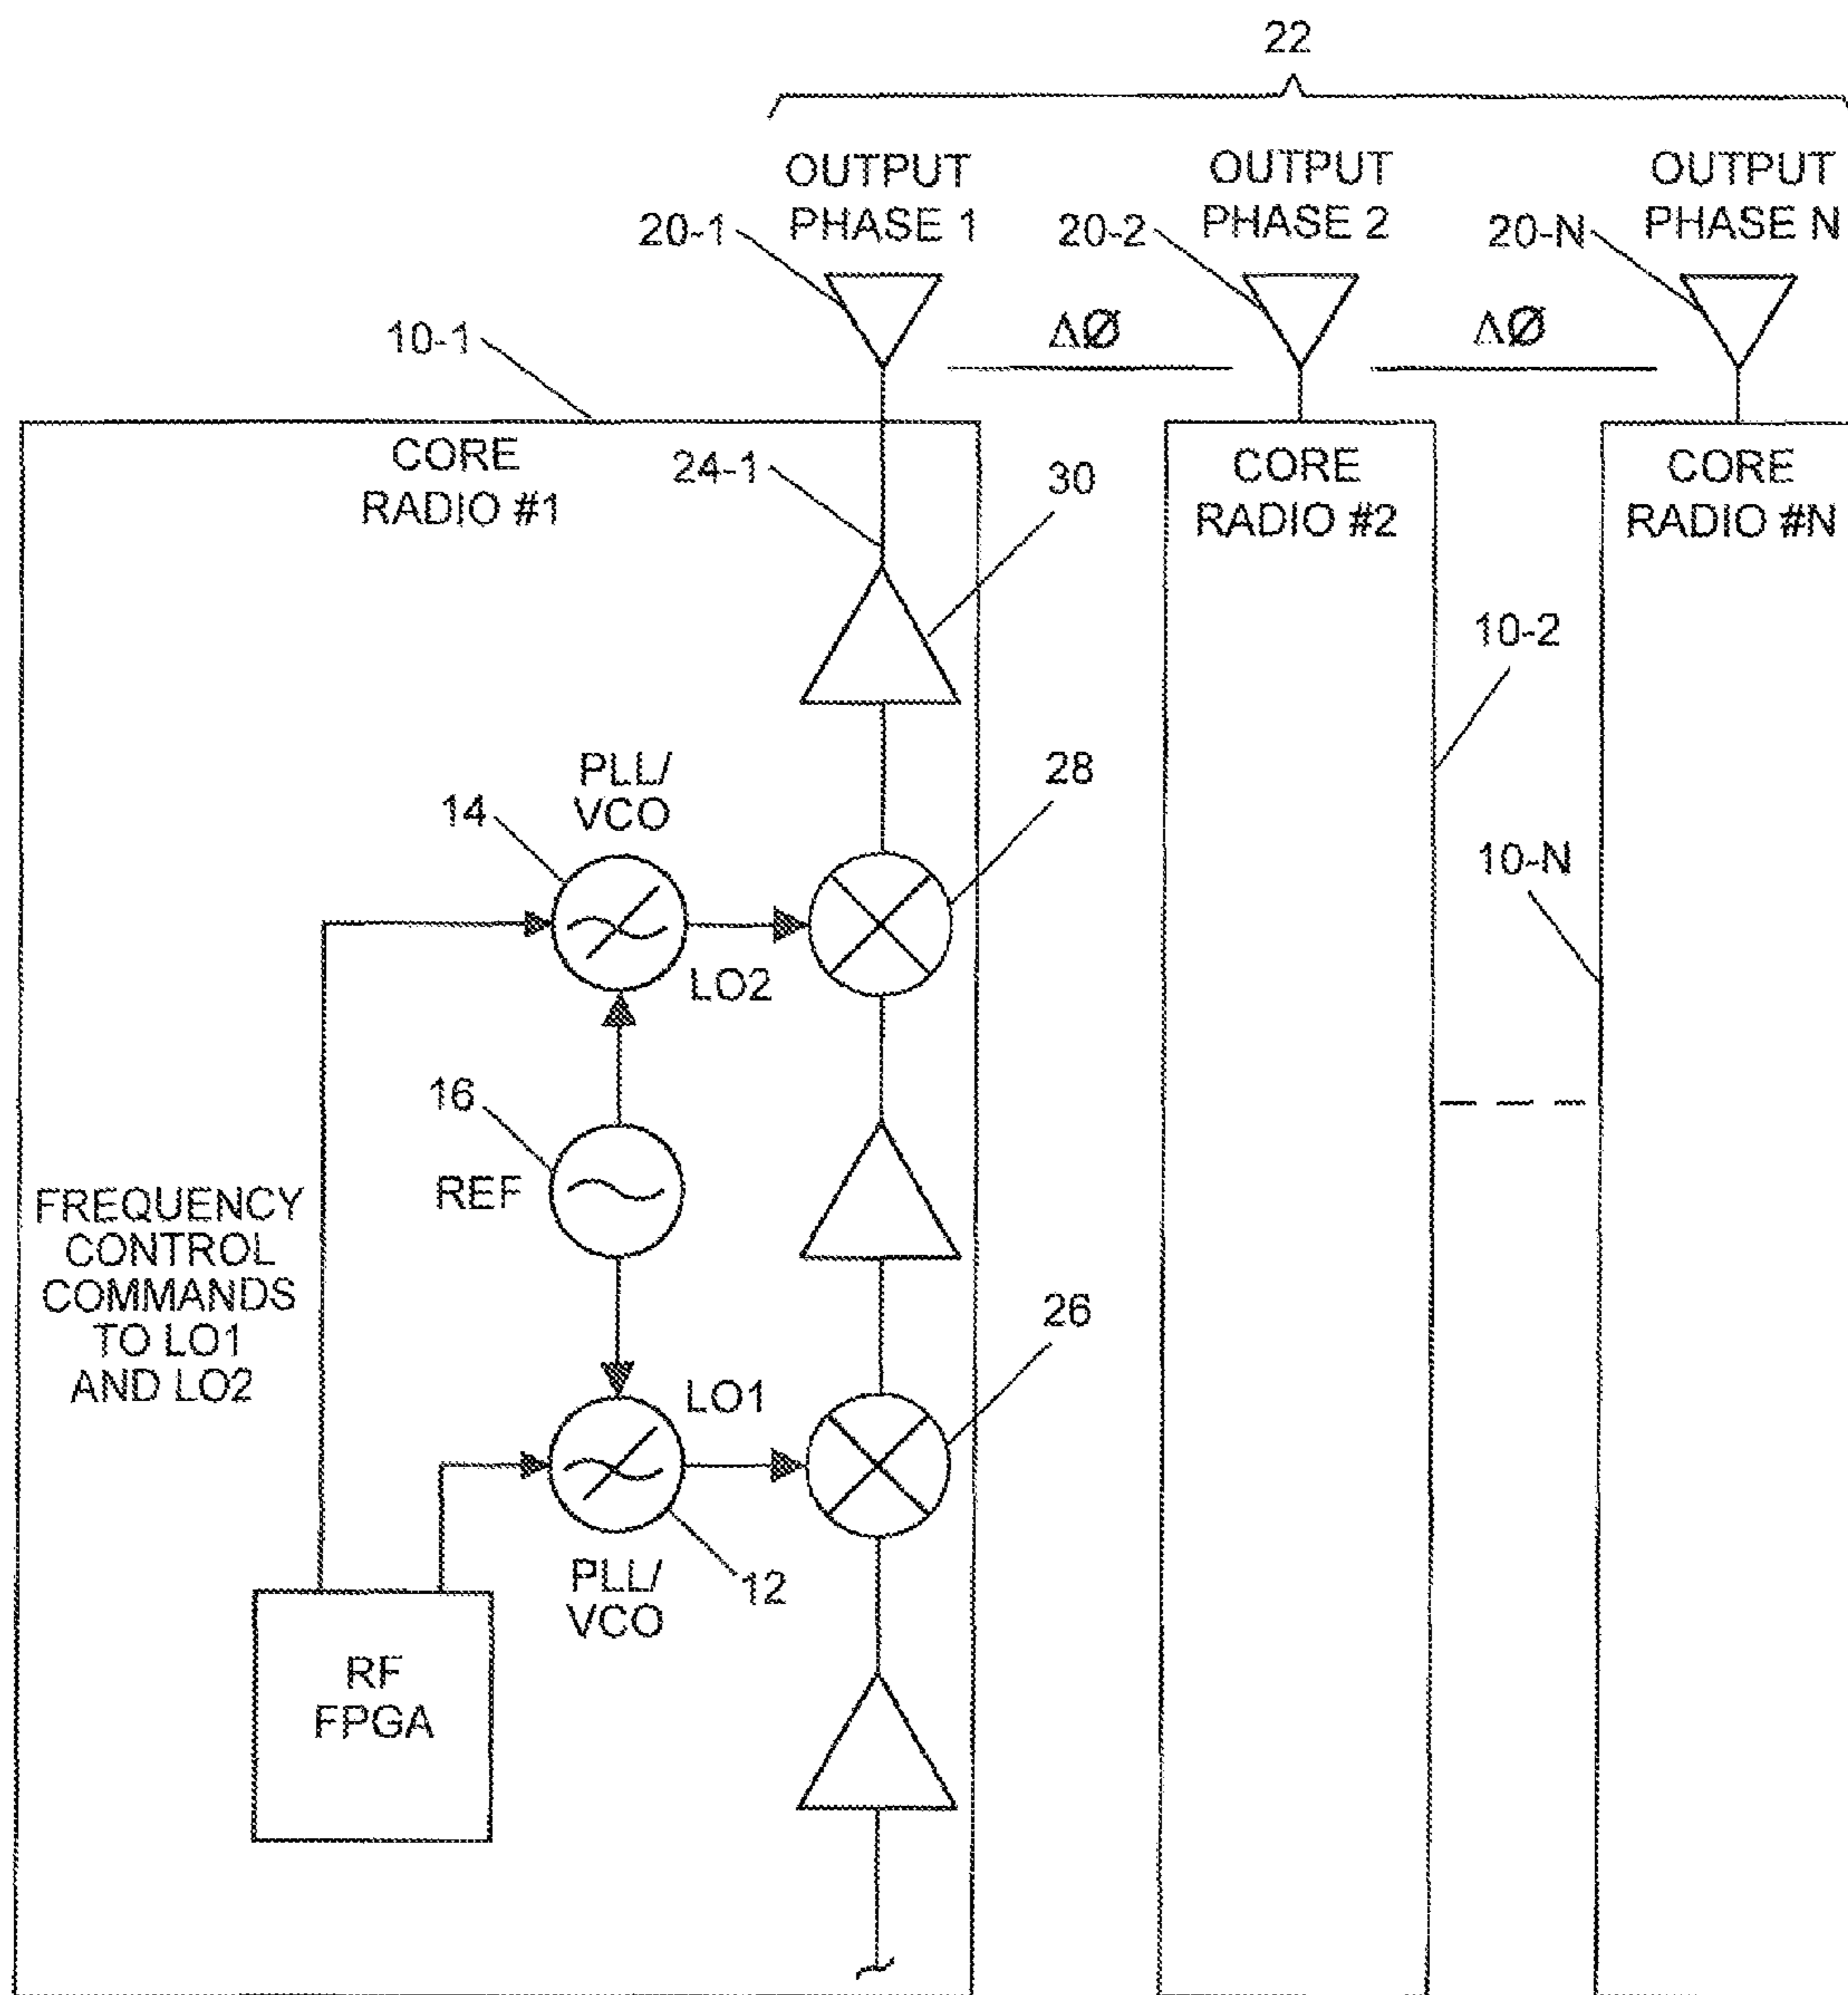 22
OUTPUT
PHASE 1
OUTPUT
PHASE 2
OUTPUT
PHASE N
20-1
20-2
20-N
ΔØ
ΔØ
10-1
CORE
RADIO #1
24-1
30
CORE
RADIO #2
CORE
RADIO #N
10-2
PLL/
VCO
14
28
10-N
LO2
16
REF
FREQUENCY
CONTROL
COMMANDS
TO LO1
AND LO2
26
LO1
PLL/
VCO
12
RF
FPGA